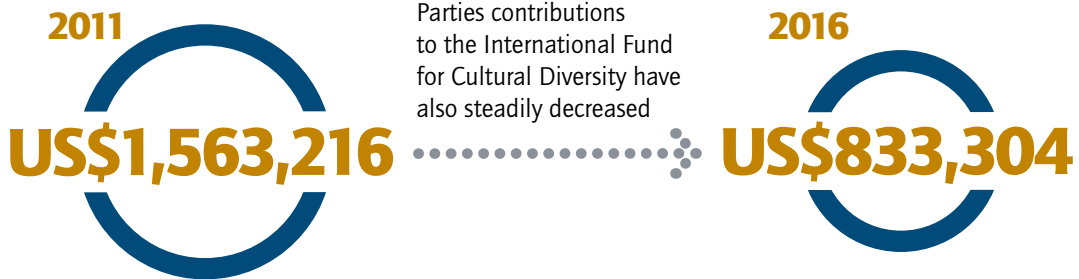 2011
US$1,563,216
Parties contributions
to the International Fund
for Cultural Diversity have
also steadily decreased
2016
US$833,304